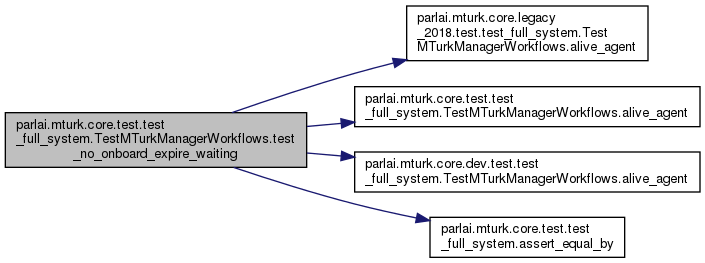 parlai.mturk.core.legacy
_2018.test.test_full_system.Test
MTurkManagerWorkflows.alive_agent
parlai.mturk.core.test.test
_full_system.TestMTurkManagerWorkflows.alive_agent
parlai.mturk.core.test.test
_full_system.TestMTurkManagerWorkflows.test
_no_onboard_expire_waiting
parlai.mturk.core.dev.test.test
_full_system.TestMTurkManagerWorkflows.alive_agent
parlai.mturk.core.test.test
_full_system.assert_equal_by